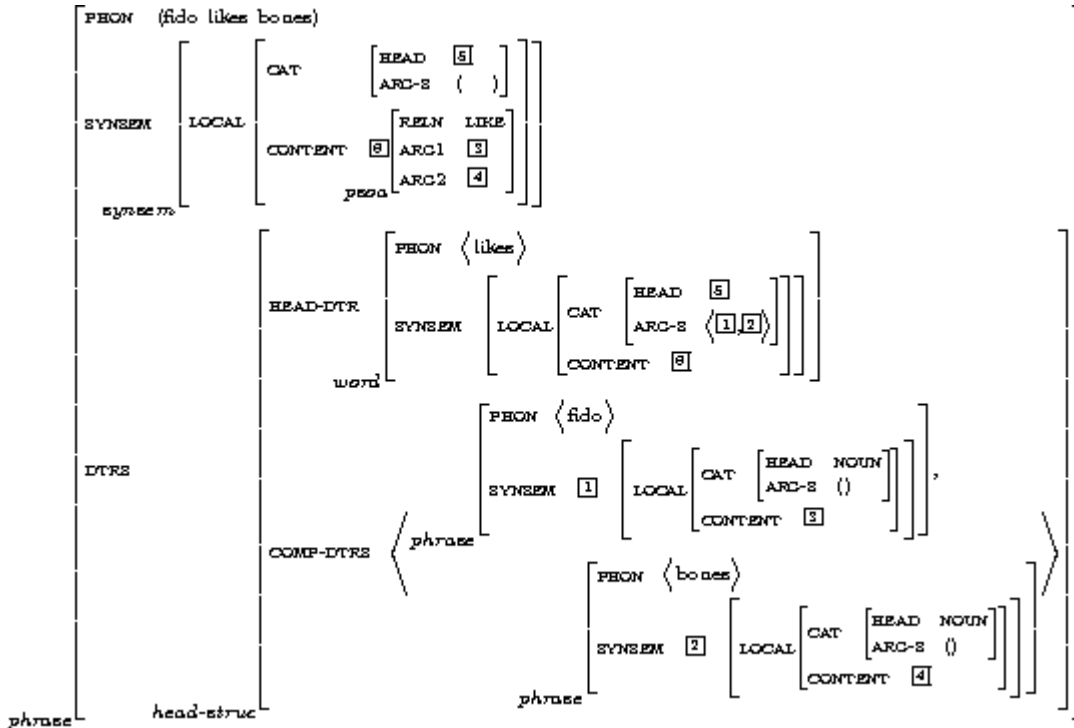 PHON (fido likes bones)
HEAD 5
CAT
ARG-S ( )
SYNSEM LOCAL
RELN LIKE
CONTENT 6 ARG1 3
ARG2 4
psoa
synsem
PHON ⟨likes⟩
HEAD 5
HEAD-DTR CAT
SYNSEM LOCAL ARG-S ⟨1,2⟩
CONTENT 6
word
PHON ⟨fido⟩
HEAD NOUN
DTRS CAT
SYNSEM 1 LOCAL ARG-S () ,
CONTENT 3
phrase
COMP-DTRS
PHON ⟨bones⟩
HEAD NOUN
CAT
SYNSEM 2 LOCAL ARG-S ()
CONTENT 4
phrase
head-struc
phrase